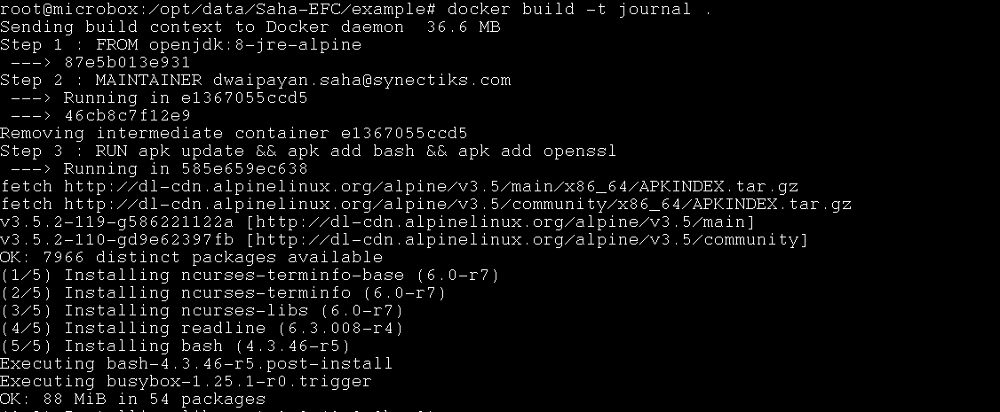 root@microbox:/opt/data/Saha-EFC/example# docker build -t journal .
Sending build context to Docker daemon  36.6 MB
Step 1 : FROM openjdk:8-jre-alpine
 ---> 87e5b013e931
Step 2 : MAINTAINER dwaipayan.saha@synectiks.com
 ---> Running in e1367055ccd5
 ---> 46cb8c7f12e9
Removing intermediate container e1367055ccd5
Step 3 : RUN apk update && apk add bash && apk add openssl
 ---> Running in 585e659ec638
fetch http://dl-cdn.alpinelinux.org/alpine/v3.5/main/x86_64/APKINDEX.tar.gz
fetch http://dl-cdn.alpinelinux.org/alpine/v3.5/community/x86_64/APKINDEX.tar.gz
v3.5.2-119-g586221122a [http://dl-cdn.alpinelinux.org/alpine/v3.5/main]
v3.5.2-110-gd9e62397fb [http://dl-cdn.alpinelinux.org/alpine/v3.5/community]
OK: 7966 distinct packages available
(1/5) Installing ncurses-terminfo-base (6.0-r7)
(2/5) Installing ncurses-terminfo (6.0-r7)
(3/5) Installing ncurses-libs (6.0-r7)
(4/5) Installing readline (6.3.008-r4)
(5/5) Installing bash (4.3.46-r5)
Executing bash-4.3.46-r5.post-install
Executing busybox-1.25.1-r0.trigger
OK: 88 MiB in 54 packages